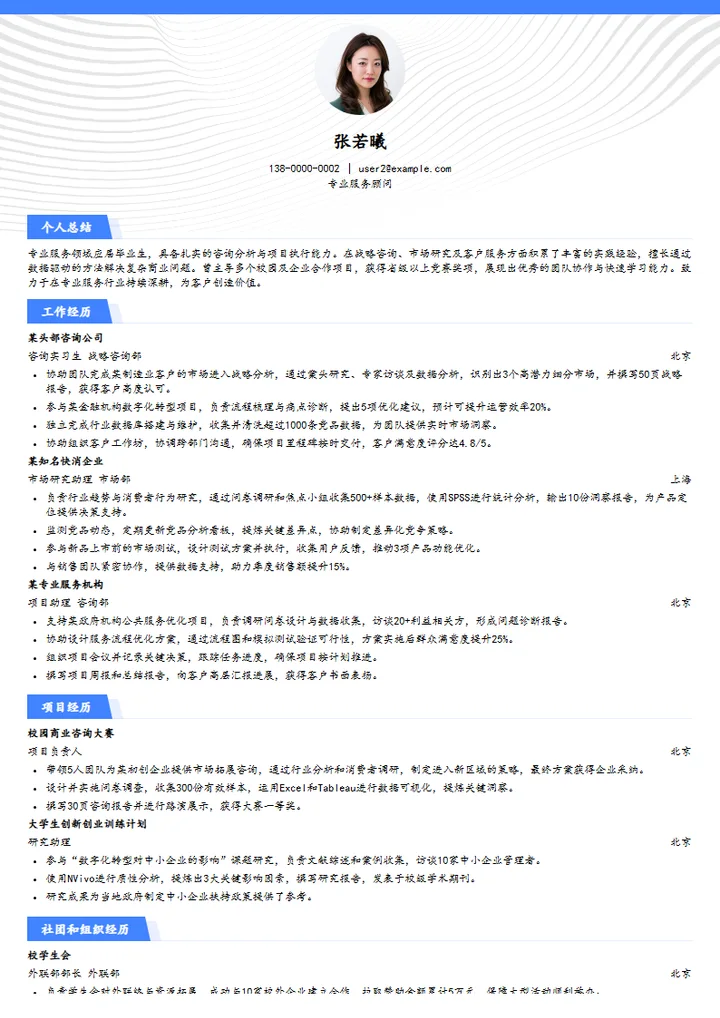 张若曦
138-0000-0002 | user2@example.com
专业服务顾问
个人总结
专业服务领域应届毕业生，具备扎实的咨询分析与项目执行能力。在战略咨询、市场研究及客户服务方面积累了丰富的实践经验，擅长通过
数据驱动的方法解决复杂商业问题。曾主导多个校园及企业合作项目，获得省级以上竞赛奖项，展现出优秀的团队协作与快速学习能力。致
力于在专业服务行业持续深耕，为客户创造价值。
工作经历
某头部咨询公司
咨询实习生 战略咨询部 北京
• 协助团队完成某制造业客户的市场进入战略分析，通过案头研究、专家访谈及数据分析，识别出3个高潜力细分市场，并撰写50页战略
报告，获得客户高度认可。
• 参与某金融机构数字化转型项目，负责流程梳理与痛点诊断，提出5项优化建议，预计可提升运营效率20%。
• 独立完成行业数据库搭建与维护，收集并清洗超过1000条竞品数据，为团队提供实时市场洞察。
• 协助组织客户工作坊，协调跨部门沟通，确保项目里程碑按时交付，客户满意度评分达4.8/5。
某知名快消企业
市场研究助理 市场部 上海
• 负责行业趋势与消费者行为研究，通过问卷调研和焦点小组收集500+样本数据，使用SPSS进行统计分析，输出10份洞察报告，为产品定
位提供决策支持。
• 监测竞品动态，定期更新竞品分析看板，提炼关键差异点，协助制定差异化竞争策略。
• 参与新品上市前的市场测试，设计测试方案并执行，收集用户反馈，推动3项产品功能优化。
• 与销售团队紧密协作，提供数据支持，助力季度销售额提升15%。
某专业服务机构
项目助理 咨询部 北京
• 支持某政府机构公共服务优化项目，负责调研问卷设计与数据收集，访谈20+利益相关方，形成问题诊断报告。
• 协助设计服务流程优化方案，通过流程图和模拟测试验证可行性，方案实施后群众满意度提升25%。
• 组织项目会议并记录关键决策，跟踪任务进度，确保项目按计划推进。
• 撰写项目周报和总结报告，向客户高层汇报进展，获得客户书面表扬。
项目经历
校园商业咨询大赛
项目负责人 北京
• 带领5人团队为某初创企业提供市场拓展咨询，通过行业分析和消费者调研，制定进入新区域的策略，最终方案获得企业采纳。
• 设计并实施问卷调查，收集300份有效样本，运用Excel和Tableau进行数据可视化，提炼关键洞察。
• 撰写30页咨询报告并进行路演展示，获得大赛一等奖。
大学生创新创业训练计划
研究助理 北京
• 参与“数字化转型对中小企业的影响”课题研究，负责文献综述和案例收集，访谈10家中小企业管理者。
• 使用NVivo进行质性分析，提炼出3大关键影响因素，撰写研究报告，发表于校级学术期刊。
• 研究成果为当地政府制定中小企业扶持政策提供了参考。
社团和组织经历
校学生会
外联部部长 外联部 北京
• 负责学生会对外联络与资源拓展，成功与10家校外企业建立合作，拉取赞助金额累计5万元，保障大型活动顺利举办。